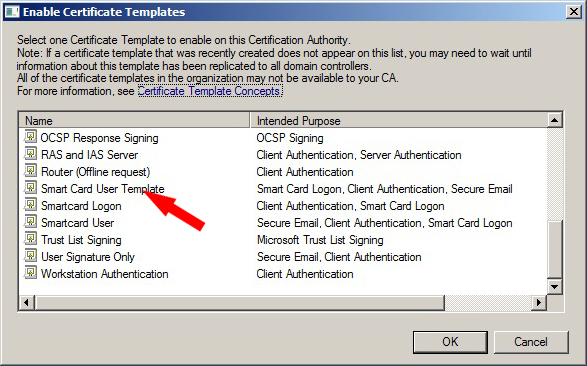 Enable Certificate Templates
Select one Certificate Template to enable on this Certification Authority.
Note: If a certificate template that was recently created does not appear on this list, you may need to wait until
information about this template has been replicated to all domain controllers.
All of the certificate templates in the organization may not be available to your CA.
For more information, see Certificate Template Concepts.
Name Intended Purpose
OCSP Response Signing OCSP Signing
RAS and IAS Server Client Authentication, Server Authentication
Router (Offline request) Client Authentication
Smart Card User Template Smart Card Logon, Client Authentication, Secure Email
Smartcard Logon Client Authentication, Smart Card Logon
Smartcard User Secure Email, Client Authentication, Smart Card Logon
Trust List Signing Microsoft Trust List Signing
User Signature Only Secure Email, Client Authentication
Workstation Authentication Client Authentication
OK Cancel